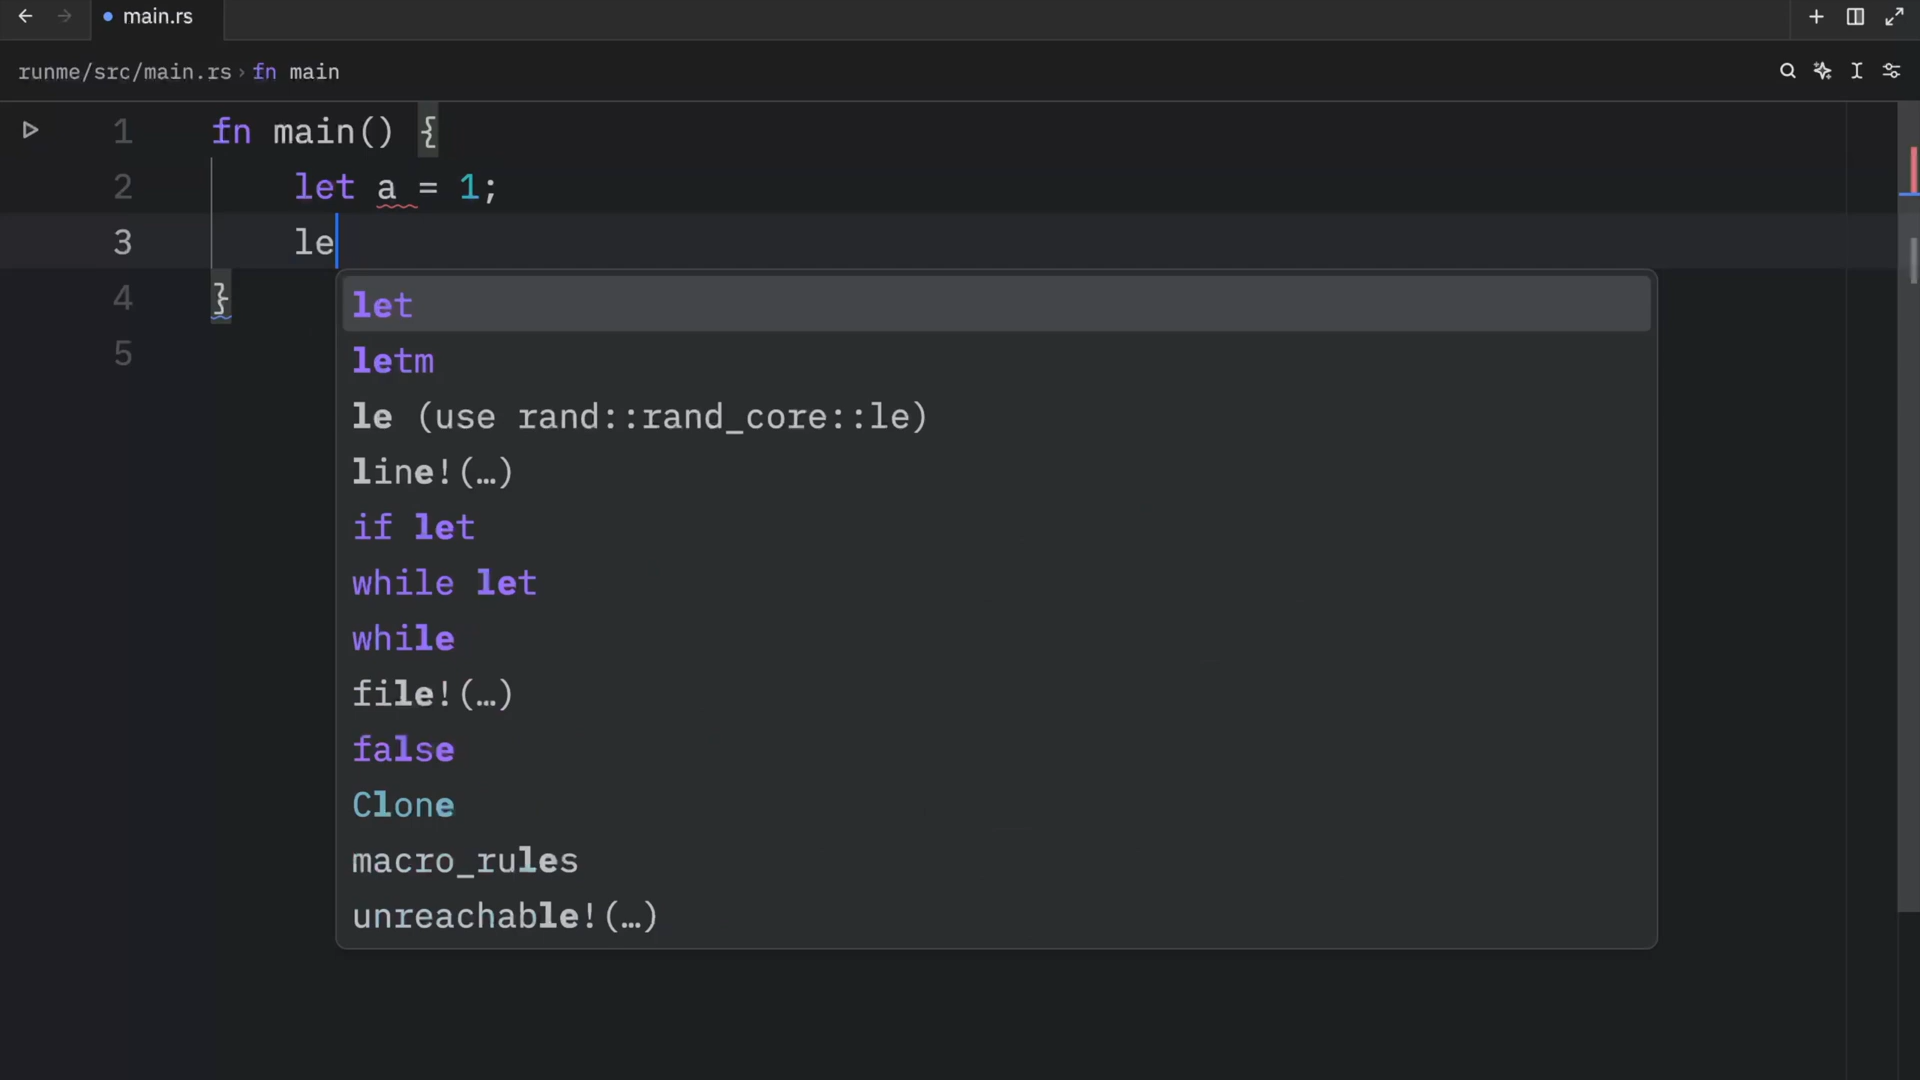 main.rs
runme/src/main.rs › fn main
1 fn main() {
2 let a = 1;
3 le
4 }
5
let
letm
le (use rand::rand_core::le)
line!(…)
if let
while let
while
file!(…)
false
Clone
macro_rules
unreachable!(…)